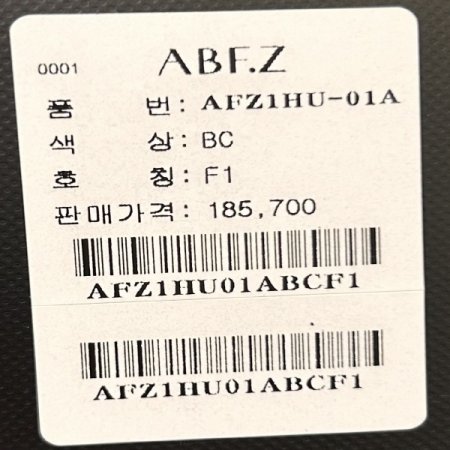 0001 ABF.Z
품 번: AFZ1HU-01A
색 상: BC
호 칭: F1
판매가격: 185,700
AFZ1HU01ABCF1
AFZ1HU01ABCF1